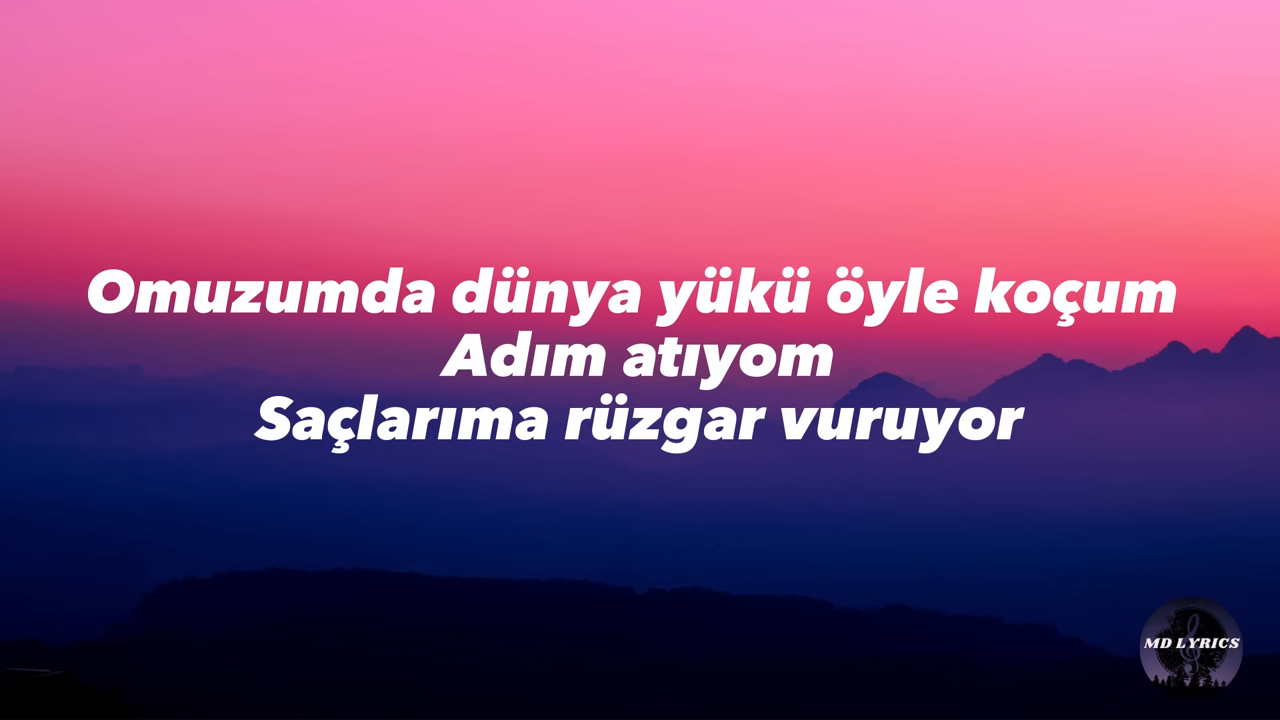 Omuzumda dünya yükü öyle koçum
Adım atıyom
Saçlarıma rüzgar vuruyor
MD LYRICS